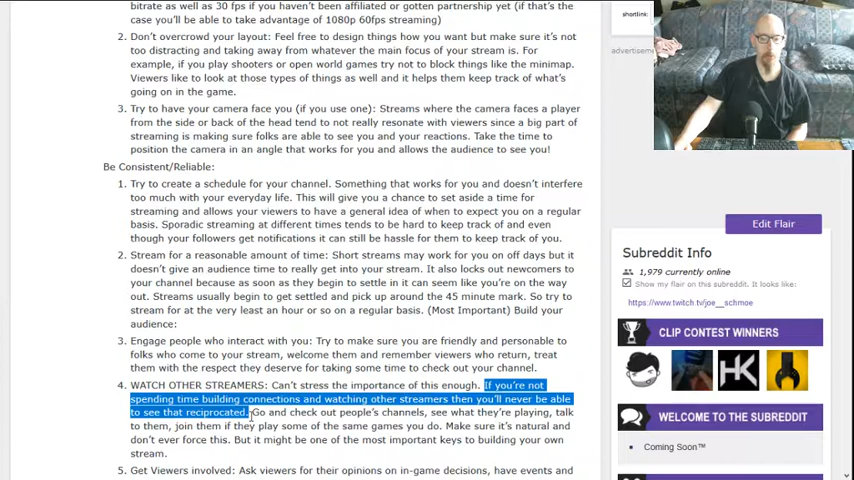 bitrate as well as 30 fps if you haven't been affiliated or gotten partnership yet (if that's the
case you'll be able to take advantage of 1080p 60fps streaming)
2. Don't overcrowd your layout: Feel free to design things how you want but make sure it's not
too distracting and taking away from whatever the main focus of your stream is. For
example, if you play shooters or open world games try not to block things like the minimap.
Viewers like to look at those types of things as well and it helps them keep track of what's
going on in the game.
3. Try to have your camera face you (if you use one): Streams where the camera faces a player
from the side or back of the head tend to not really resonate with viewers since a big part of
streaming is making sure folks are able to see you and your reactions. Take the time to
position the camera in an angle that works for you and allows the audience to see you!
Be Consistent/Reliable:
1. Try to create a schedule for your channel. Something that works for you and doesn't interfere
too much with your everyday life. This will give you a chance to set aside a time for
streaming and allows your viewers to have a general idea of when to expect you on a regular
basis. Sporadic streaming at different times tends to be hard to keep track of and even
though your followers get notifications it can still be hassle for them to keep track of you.
2. Stream for a reasonable amount of time: Short streams may work for you on off days but it
doesn't give an audience time to really get into your stream. It also locks out newcomers to
your channel because as soon as they begin to settle in it can seem like you're on the way
out. Streams usually begin to get settled and pick up around the 45 minute mark. So try to
stream for at the very least an hour or so on a regular basis. (Most Important) Build your
audience:
3. Engage people who interact with you: Try to make sure you are friendly and personable to
folks who come to your stream, welcome them and remember viewers who return, treat
them with the respect they deserve for taking some time to check out your channel.
4. WATCH OTHER STREAMERS: Can't stress the importance of this enough. If you're not
spending time building connections and watching other streamers then you'll never be able
to see that reciprocated. Go and check out people's channels, see what they're playing, talk
to them, join them if they play some of the same games you do. Make sure it's natural and
don't ever force this. But it might be one of the most important keys to building your own
stream.
5. Get Viewers involved: Ask viewers for their opinions on in-game decisions, have events and
shortlink:
advertisement
Edit Flair
Subreddit Info
1,979 currently online
Show my flair on this subreddit. It looks like:
https://www.twitch.tv/joe__schmoe
CLIP CONTEST WINNERS
HK
WELCOME TO THE SUBREDDIT
Coming Soon™